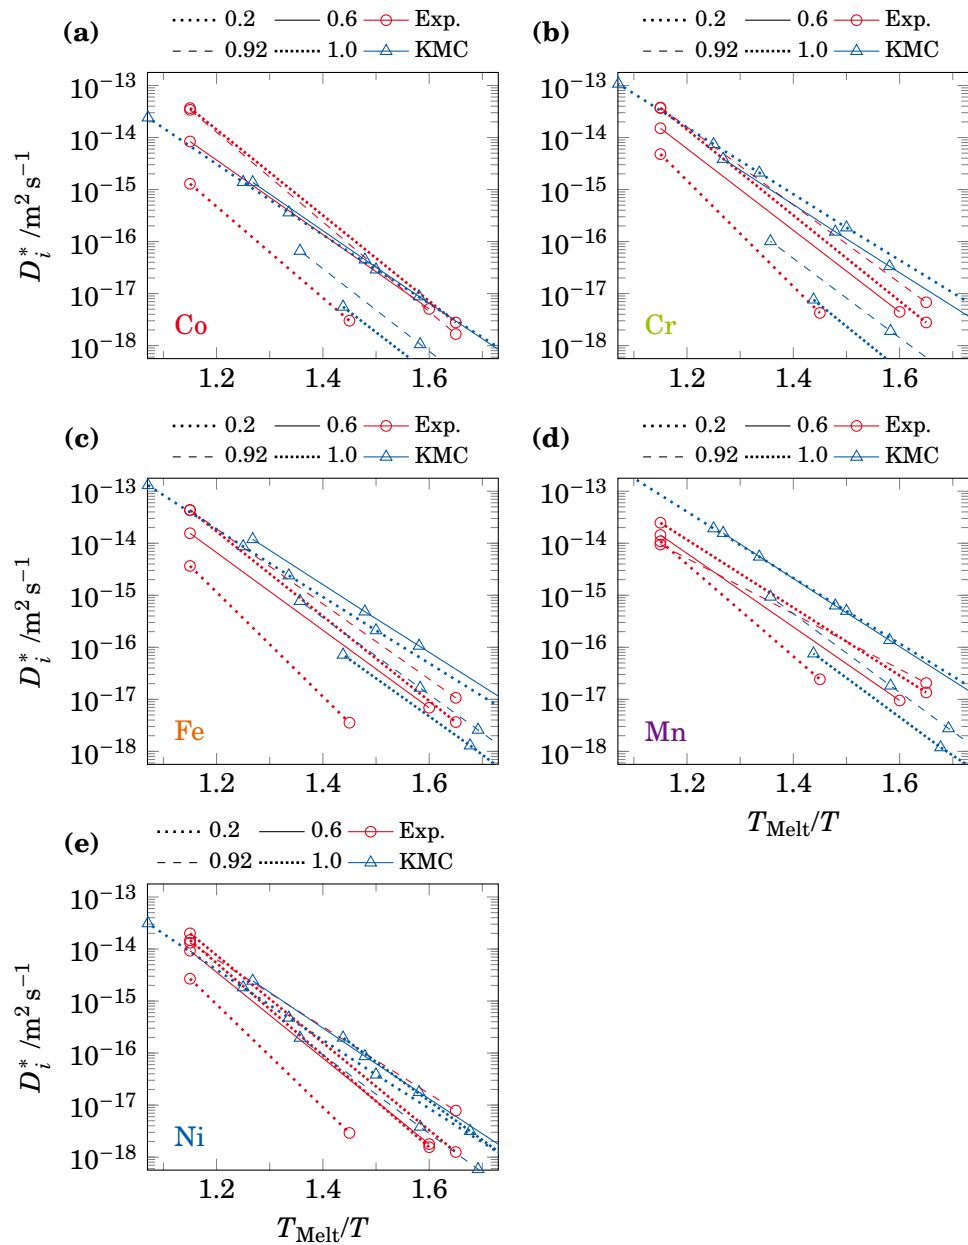 (a) 0.2 0.6 Exp.
0.92 1.0 KMC
(b) 0.2 0.6 Exp.
0.92 1.0 KMC
10⁻¹³
10⁻¹⁴
10⁻¹⁵
10⁻¹⁶
10⁻¹⁷
10⁻¹⁸
D*ᵢ /m² s⁻¹
Co
1.2 1.4 1.6
10⁻¹³
10⁻¹⁴
10⁻¹⁵
10⁻¹⁶
10⁻¹⁷
10⁻¹⁸
Cr
1.2 1.4 1.6
(c) 0.2 0.6 Exp.
0.92 1.0 KMC
(d) 0.2 0.6 Exp.
0.92 1.0 KMC
10⁻¹³
10⁻¹⁴
10⁻¹⁵
10⁻¹⁶
10⁻¹⁷
10⁻¹⁸
D*ᵢ /m² s⁻¹
Fe
1.2 1.4 1.6
10⁻¹³
10⁻¹⁴
10⁻¹⁵
10⁻¹⁶
10⁻¹⁷
10⁻¹⁸
Mn
1.2 1.4 1.6
T_Melt/T
(e) 0.2 0.6 Exp.
0.92 1.0 KMC
10⁻¹³
10⁻¹⁴
10⁻¹⁵
10⁻¹⁶
10⁻¹⁷
10⁻¹⁸
D*ᵢ /m² s⁻¹
Ni
1.2 1.4 1.6
T_Melt/T